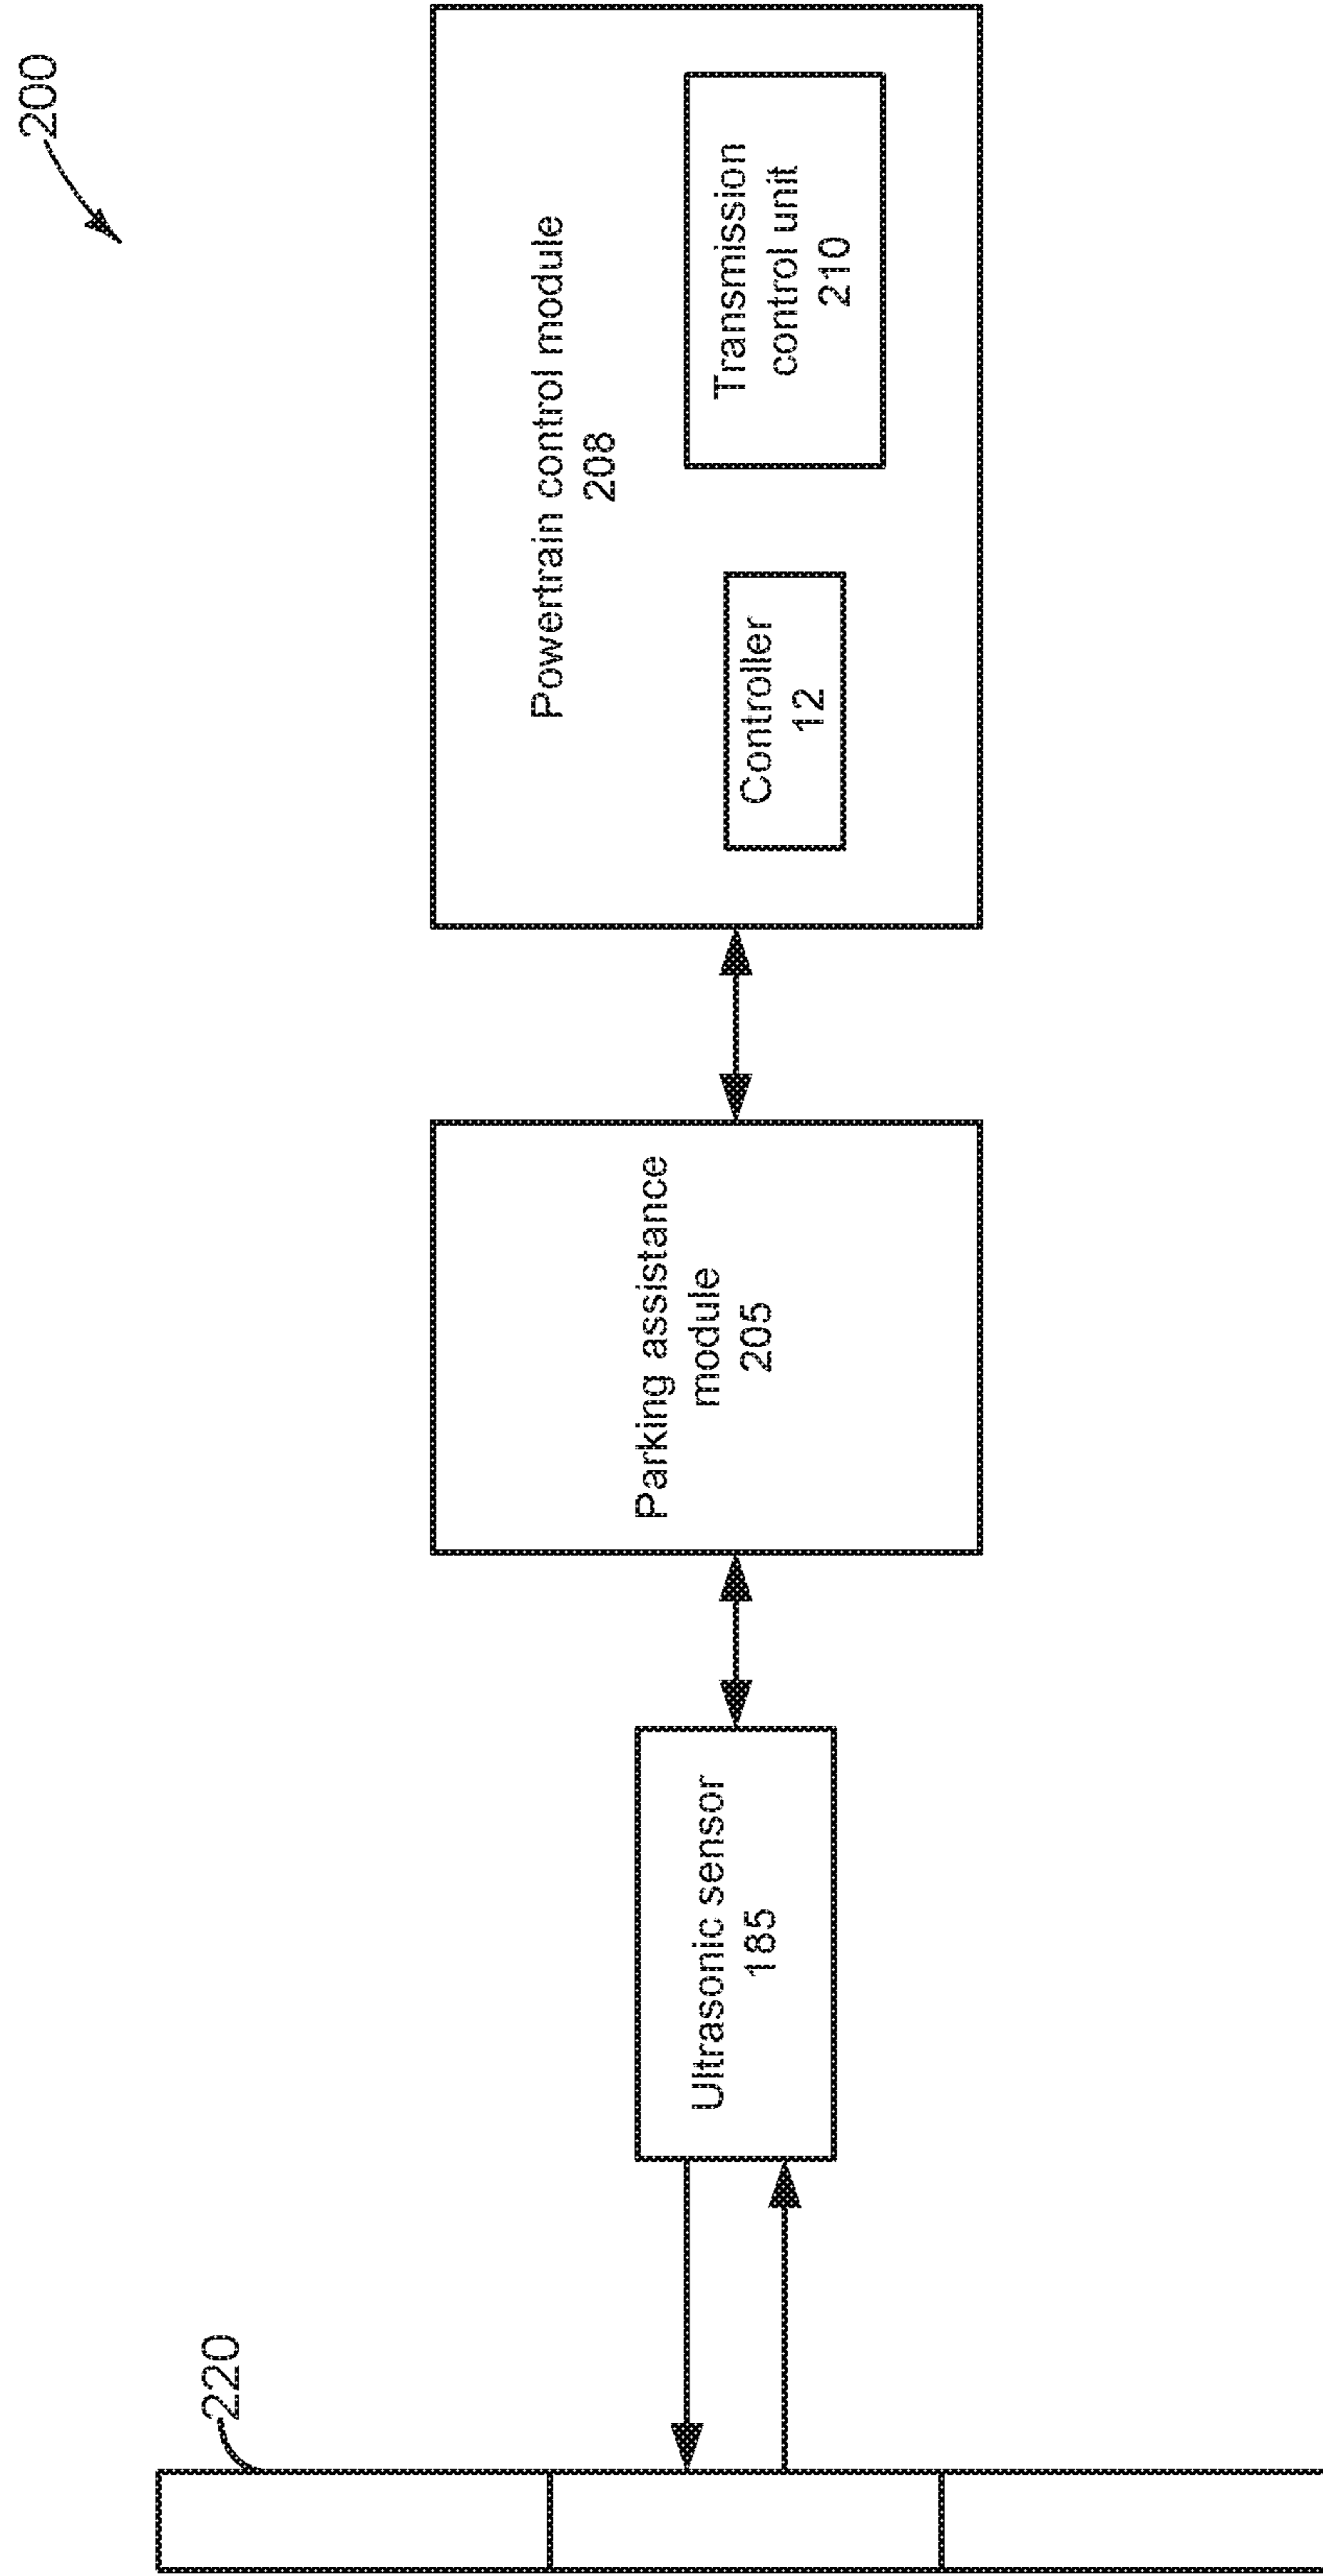 200
220
Ultrasonic sensor
185
Parking assistance
module
205
Powertrain control module
208
Controller
12
Transmission
control unit
210